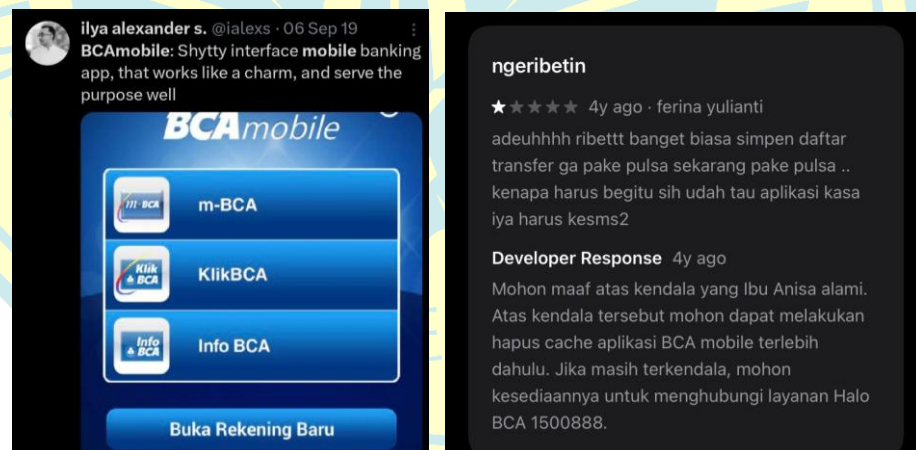 ilya alexander s. @ialexs · 06 Sep 19
BCAmobile: Shytty interface mobile banking
app, that works like a charm, and serve the
purpose well
BCAmobile
m-BCA
m-BCA
Klik
BCA
KlikBCA
Info
BCA
Info BCA
Buka Rekening Baru
ngeribetin
4y ago · ferina yulianti
adeuhhhh ribettt banget biasa simpen daftar
transfer ga pake pulsa sekarang pake pulsa ..
kenapa harus begitu sih udah tau aplikasi kasa
iya harus kesms2
Developer Response 4y ago
Mohon maaf atas kendala yang Ibu Anisa alami.
Atas kendala tersebut mohon dapat melakukan
hapus cache aplikasi BCA mobile terlebih
dahulu. Jika masih terkendala, mohon
kesediaannya untuk menghubungi layanan Halo
BCA 1500888.